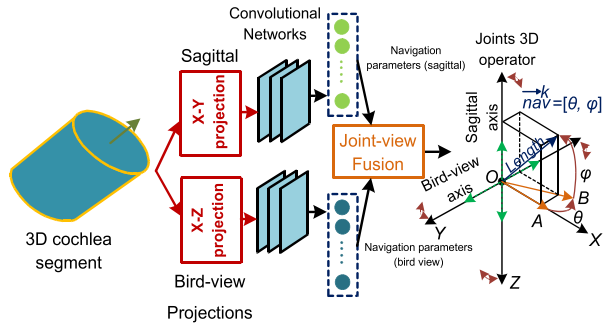 Convolutional
Networks
Sagittal
X-Y
projection
Navigation
parameters (sagittal)
Joints 3D
operator
k
nav=[θ, φ]
Sagittal
axis
Length
Joint-view
Fusion
Bird-view
axis
O
φ
B
A
θ
Y
X
Z
3D cochlea
segment
X-Z
projection
Bird-view
Navigation parameters
(bird view)
Projections